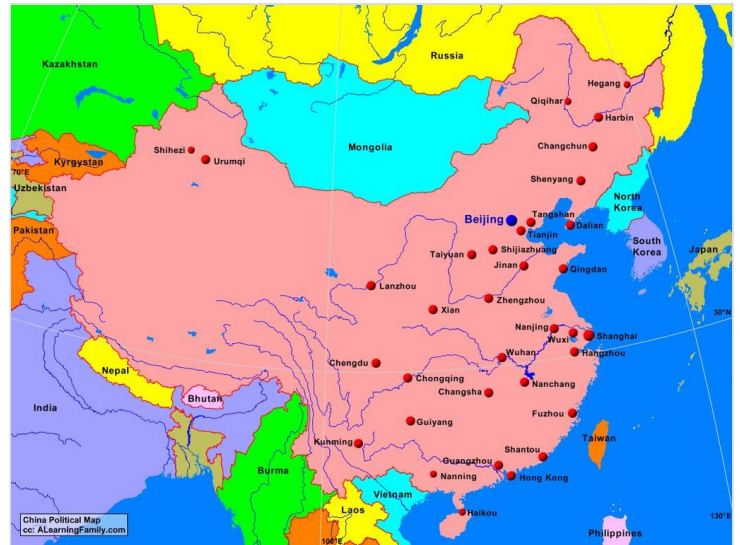 Russia
Kazakhstan
Hegang
Qiqihar
Harbin
Mongolia
Changchun
Shihezi
Urumqi
Kyrgystan
70°E
Shenyang
Uzbekistan
North
Korea
Beijing
Tangshan
Tianjin
Dalian
Pakistan
South
Korea
Japan
Taiyuan
Shijiazhuang
Jinan
Qingdao
Lanzhou
Zhengzhou
Xian
30°N
Nanjing
Wuxi
Shanghai
Hangzhou
Wuhan
Chengdu
Nepal
Chongqing
Nanchang
Changsha
Bhutan
India
Fuzhou
Guiyang
Taiwan
Kunming
Shantou
Guangzhou
Burma
Nanning
Hong Kong
Vietnam
Laos
Haikou
130°E
China Political Map
cc: ALearningFamily.com
Philippines
100°E